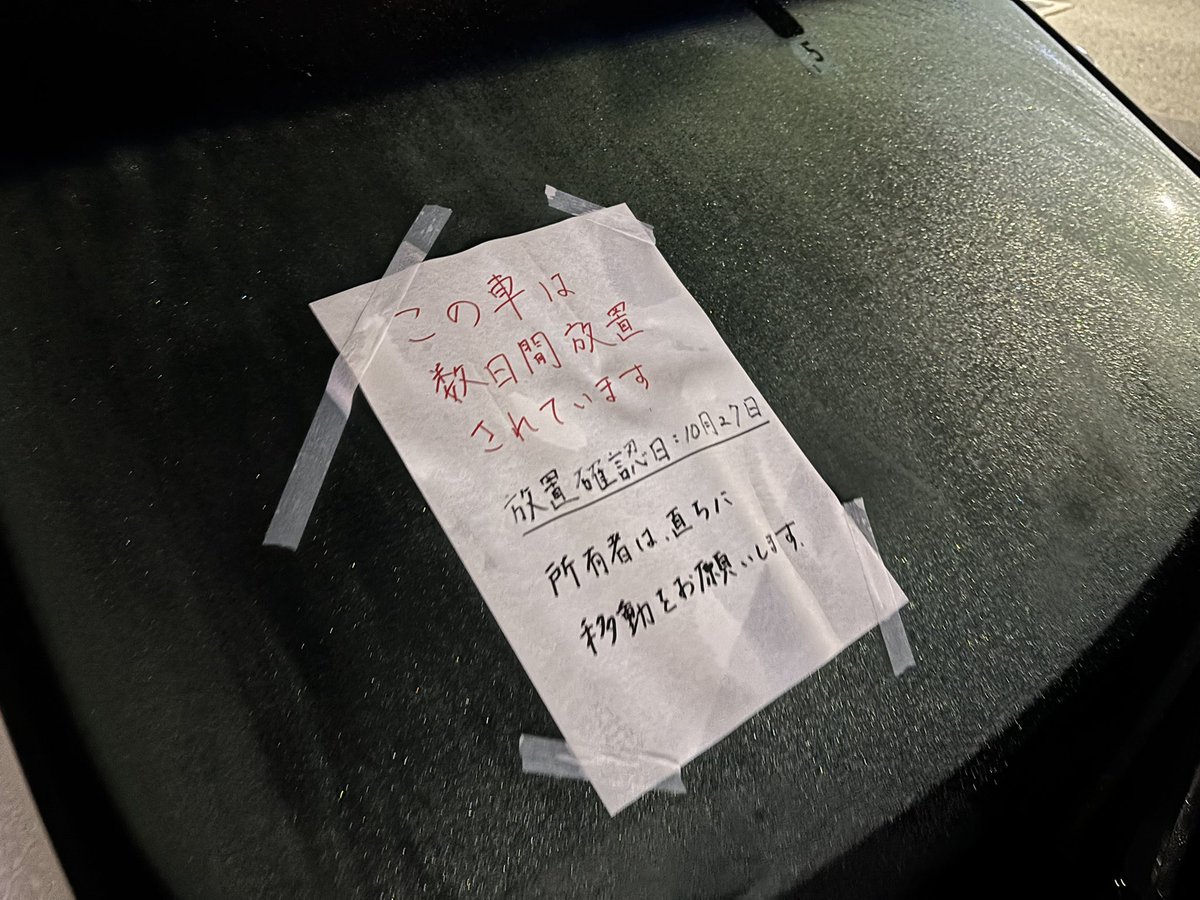 この車は
数日間放置
されています
放置確認日:10月27日
所有者は、直ちに
移動をお願いします。
5